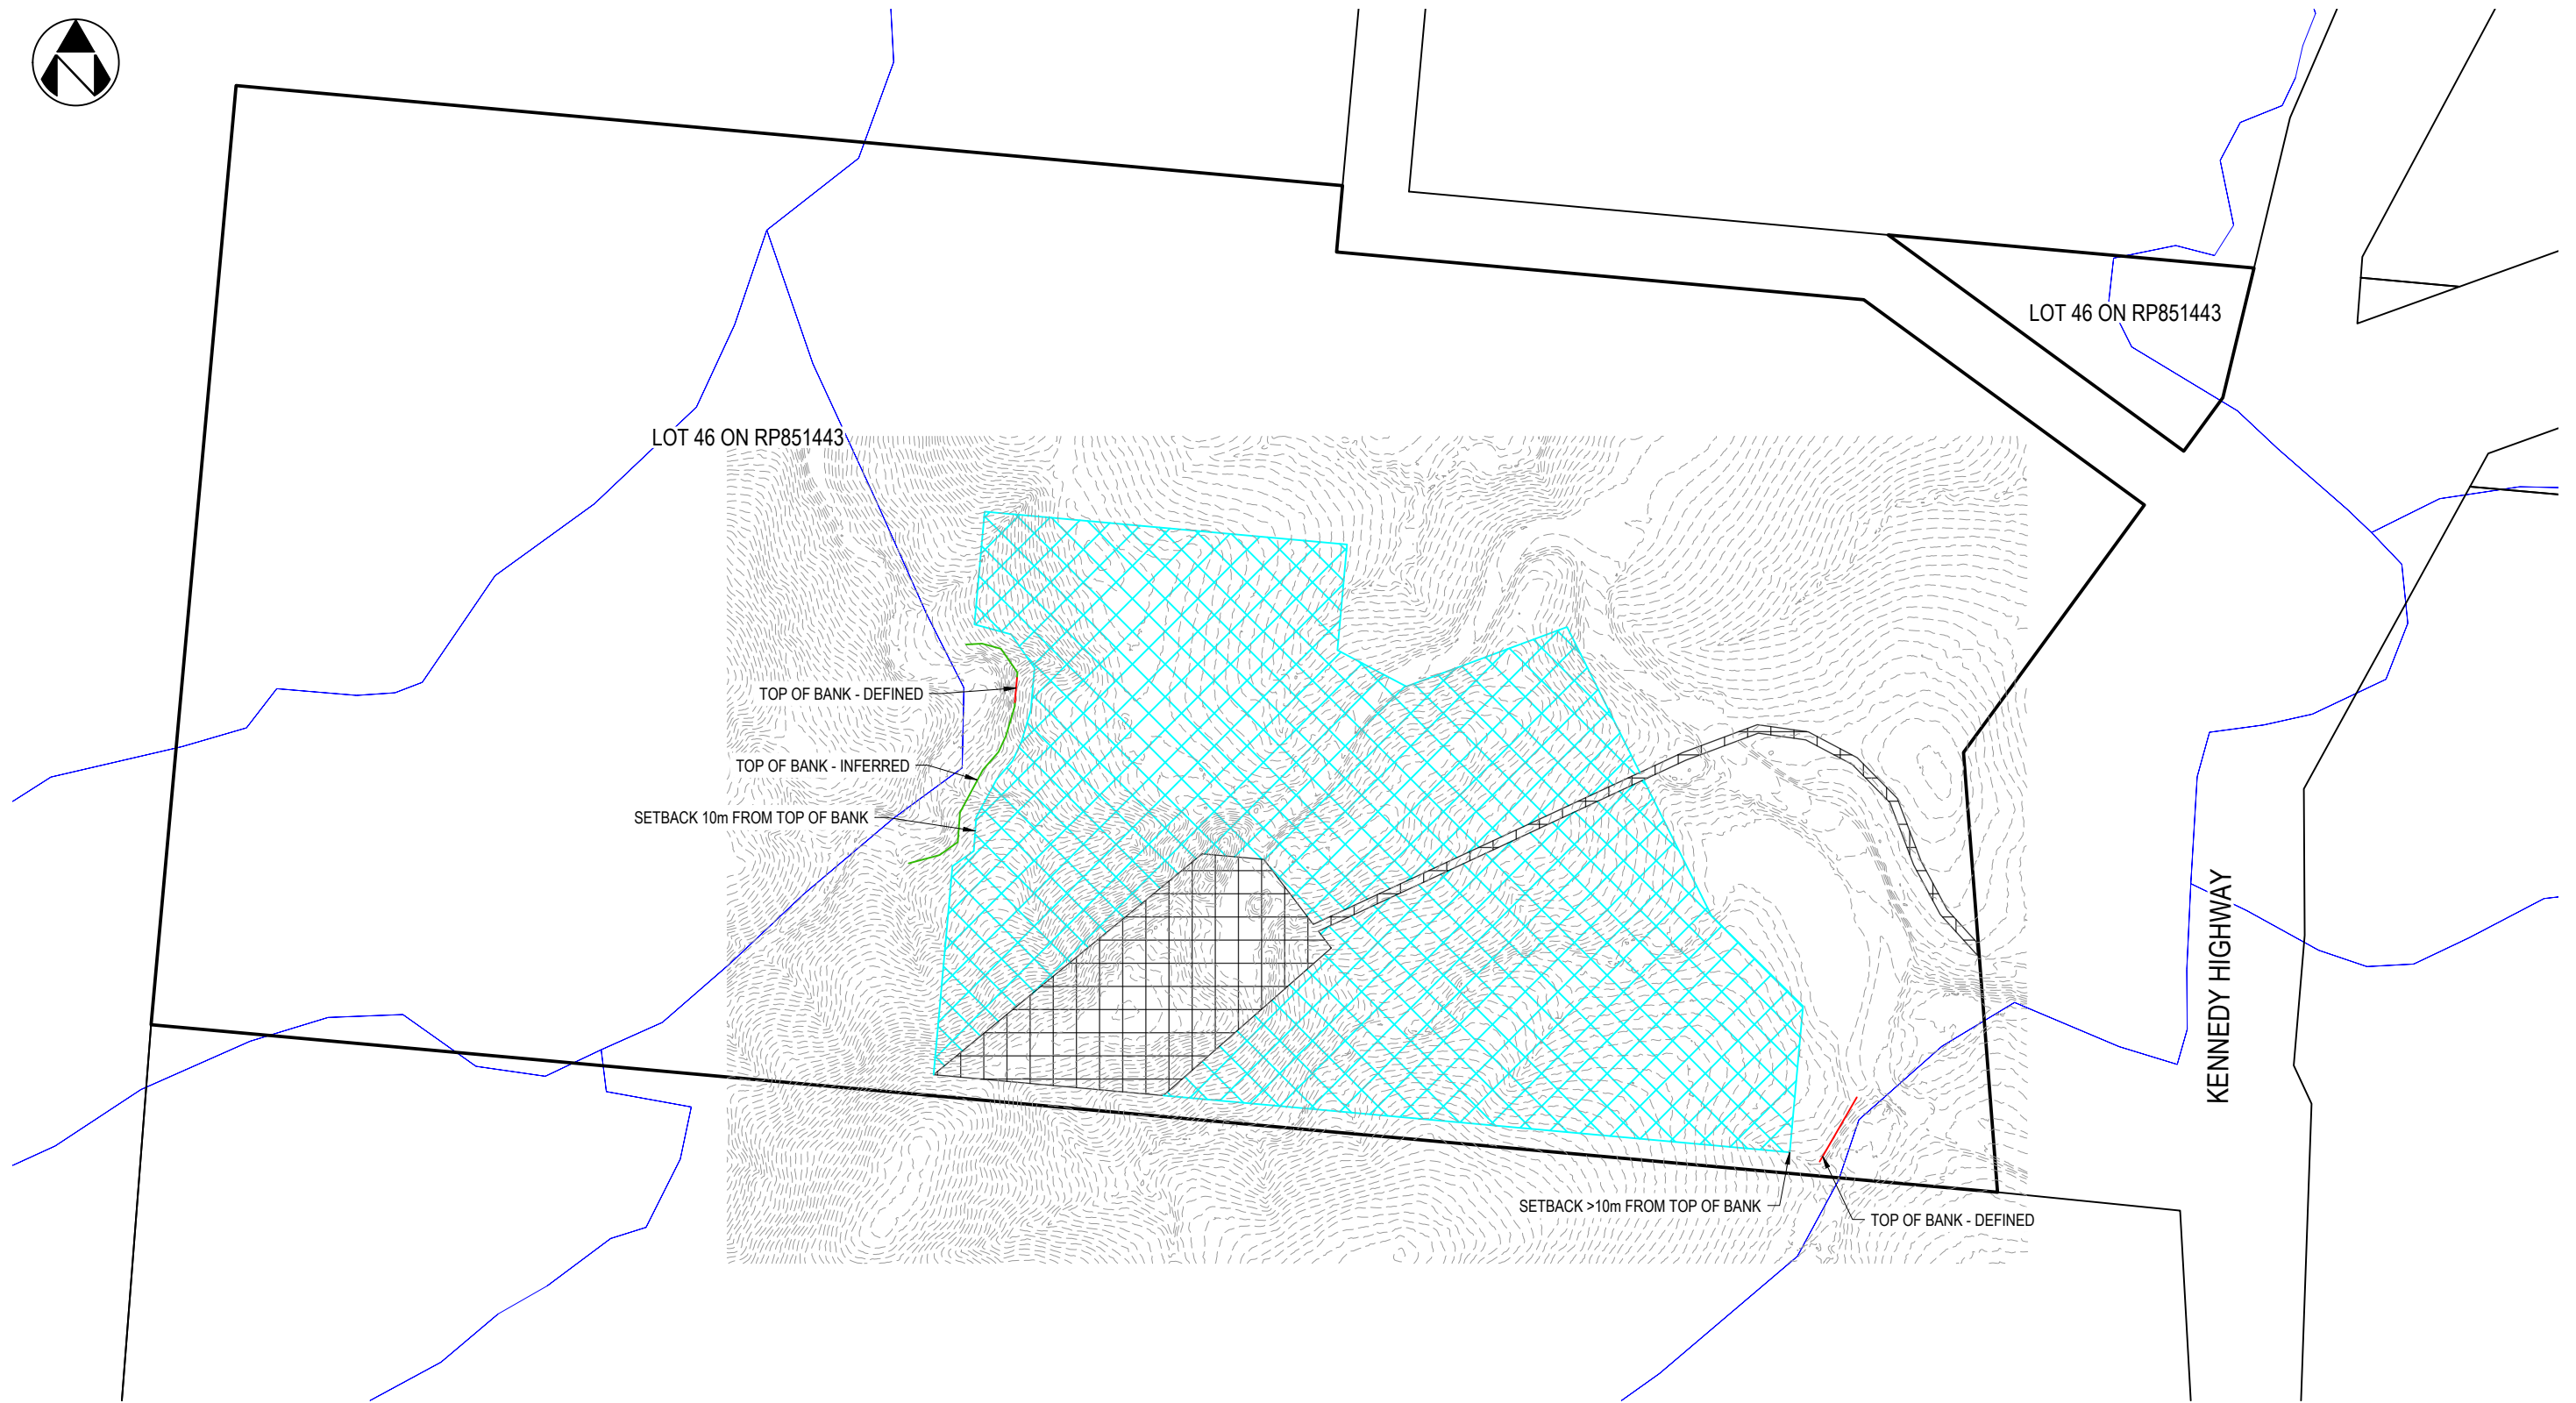 N
LOT 46 ON RP851443
LOT 46 ON RP851443
TOP OF BANK - DEFINED
TOP OF BANK - INFERRED
SETBACK 10m FROM TOP OF BANK
KENNEDY HIGHWAY
SETBACK >10m FROM TOP OF BANK
TOP OF BANK - DEFINED